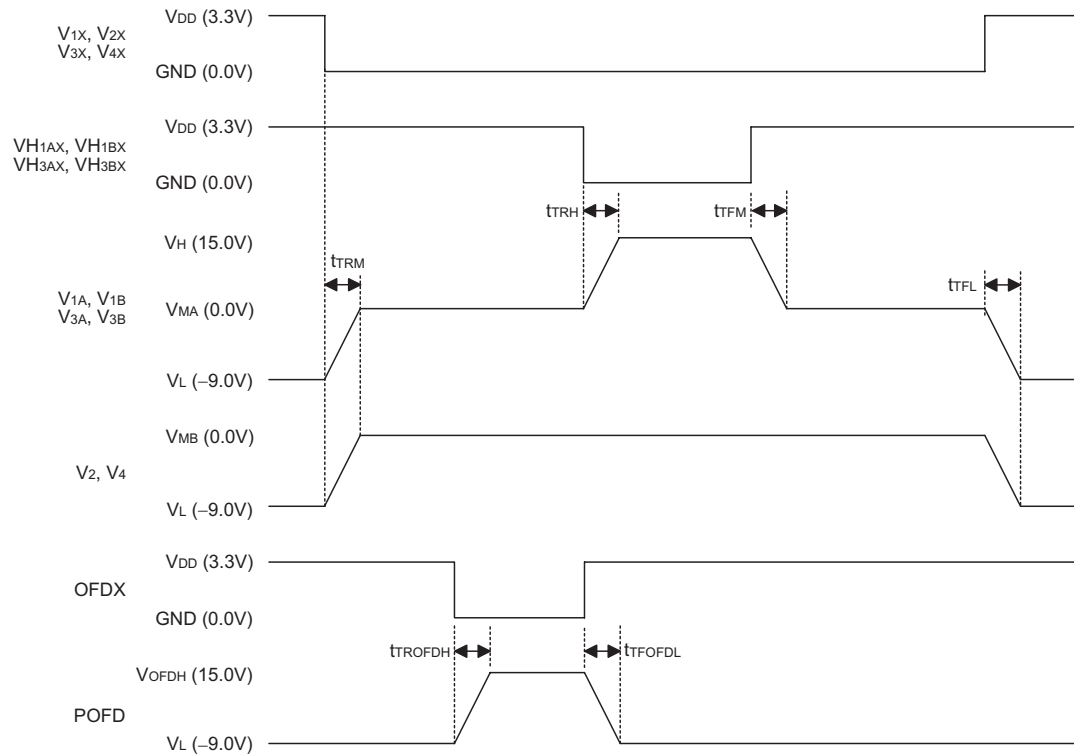 VDD (3.3V)
V1X, V2X
V3X, V4X
GND (0.0V)
VDD (3.3V)
VH1AX, VH1BX
VH3AX, VH3BX
GND (0.0V)
tTRH
tTFM
VH (15.0V)
tTRM
tTFL
V1A, V1B
V3A, V3B
VMA (0.0V)
VL (−9.0V)
VMB (0.0V)
V2, V4
VL (−9.0V)
VDD (3.3V)
OFDX
GND (0.0V)
tTROFDH
tTFOFDL
VOFDH (15.0V)
POFD
VL (−9.0V)